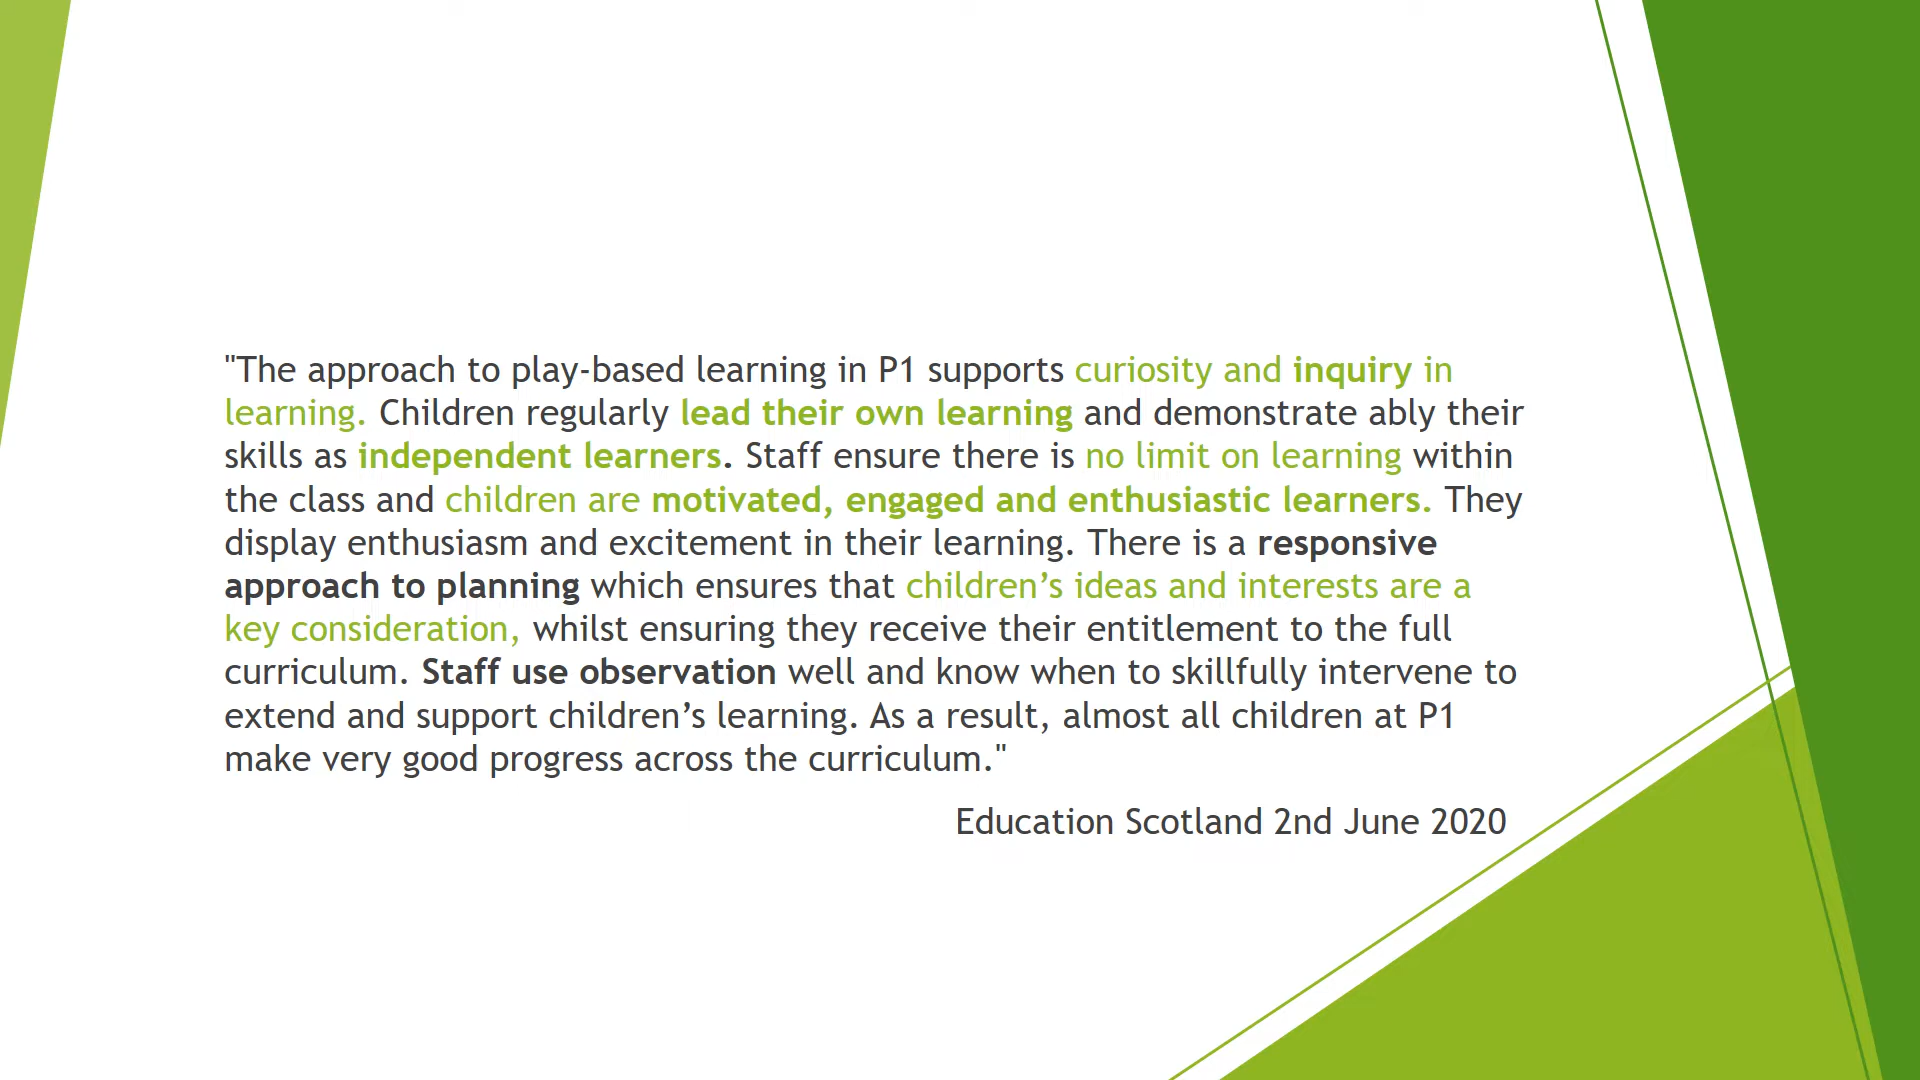 "The approach to play-based learning in P1 supports curiosity and inquiry in
learning. Children regularly lead their own learning and demonstrate ably their
skills as independent learners. Staff ensure there is no limit on learning within
the class and children are motivated, engaged and enthusiastic learners. They
display enthusiasm and excitement in their learning. There is a responsive
approach to planning which ensures that children’s ideas and interests are a
key consideration, whilst ensuring they receive their entitlement to the full
curriculum. Staff use observation well and know when to skillfully intervene to
extend and support children’s learning. As a result, almost all children at P1
make very good progress across the curriculum."
Education Scotland 2nd June 2020